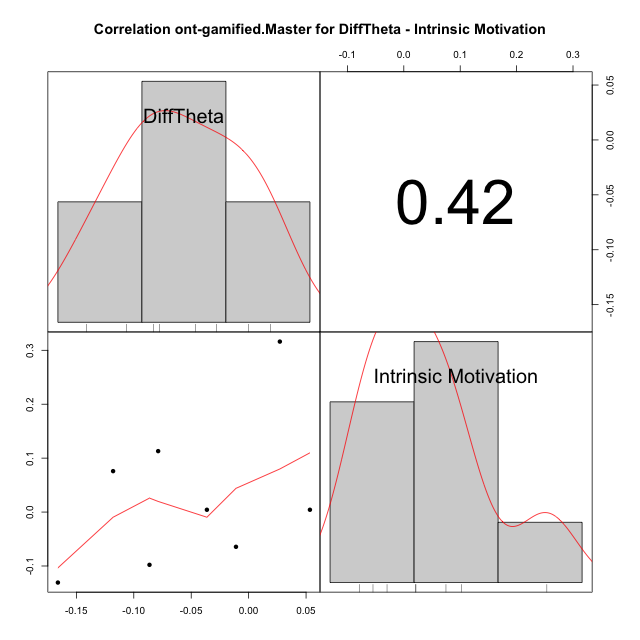 Correlation ont-gamified.Master for DiffTheta - Intrinsic Motivation
-0.1 0.0 0.1 0.2 0.3
DiffTheta
0.42
0.05
0.00
-0.05
-0.10
-0.15
0.3
0.2
0.1
0.0
-0.1
Intrinsic Motivation
-0.15 -0.10 -0.05 0.00 0.05